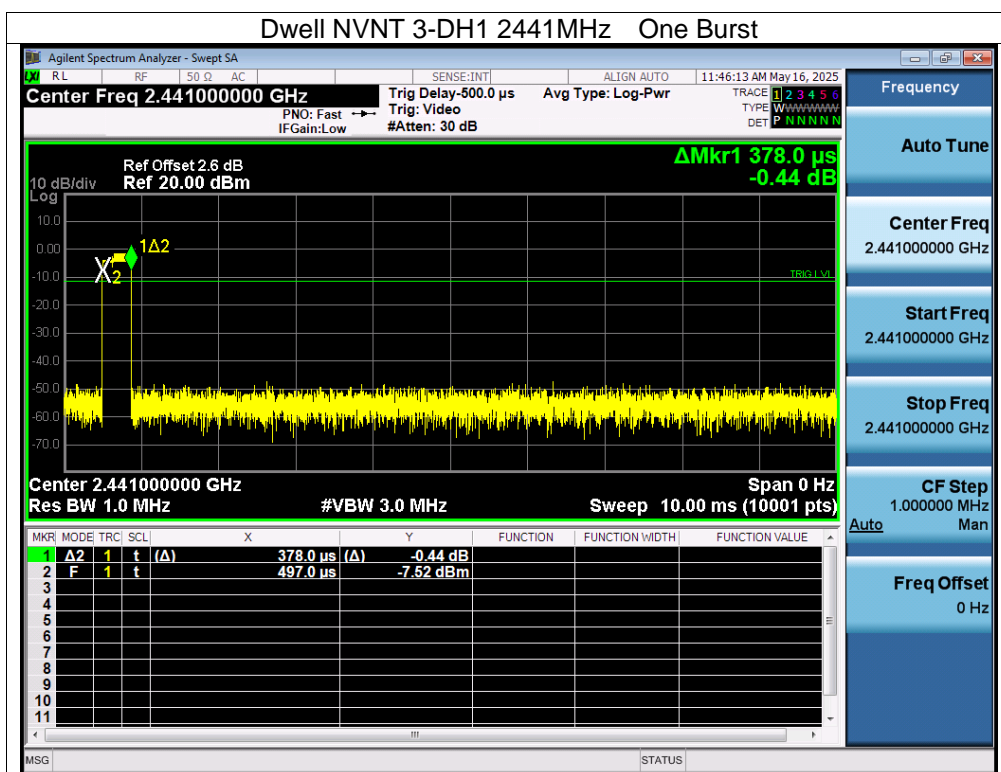 Dwell NVNT 3-DH1 2441MHz One Burst
Agilent Spectrum Analyzer - Swept SA
LXI RL RF 50 Ω AC SENSE:INT ALIGN AUTO 11:46:13 AM May 16, 2025
Center Freq 2.441000000 GHz Trig Delay-500.0 µs Avg Type: Log-Pwr TRACE 1 2 3 4 5 6
PNO: Fast Trig: Video TYPE WWWWWW
IFGain:Low #Atten: 30 dB DET P NNNNN
ΔMkr1 378.0 µs
-0.44 dB
Ref Offset 2.6 dB
10 dB/div Ref 20.00 dBm
Log
10.0
0.00
-10.0
-20.0
-30.0
-40.0
-50.0
-60.0
-70.0
1Δ2
2
TRIG LVL
Center 2.441000000 GHz Span 0 Hz
Res BW 1.0 MHz #VBW 3.0 MHz Sweep 10.00 ms (10001 pts)
MKR MODE TRC SCL X Y FUNCTION FUNCTION WIDTH FUNCTION VALUE
1 Δ2 1 t (Δ) 378.0 µs (Δ) -0.44 dB
2 F 1 t 497.0 µs -7.52 dBm
3
4
5
6
7
8
9
10
11
MSG STATUS
Frequency
Auto Tune
Center Freq
2.441000000 GHz
Start Freq
2.441000000 GHz
Stop Freq
2.441000000 GHz
CF Step
1.000000 MHz
Auto Man
Freq Offset
0 Hz